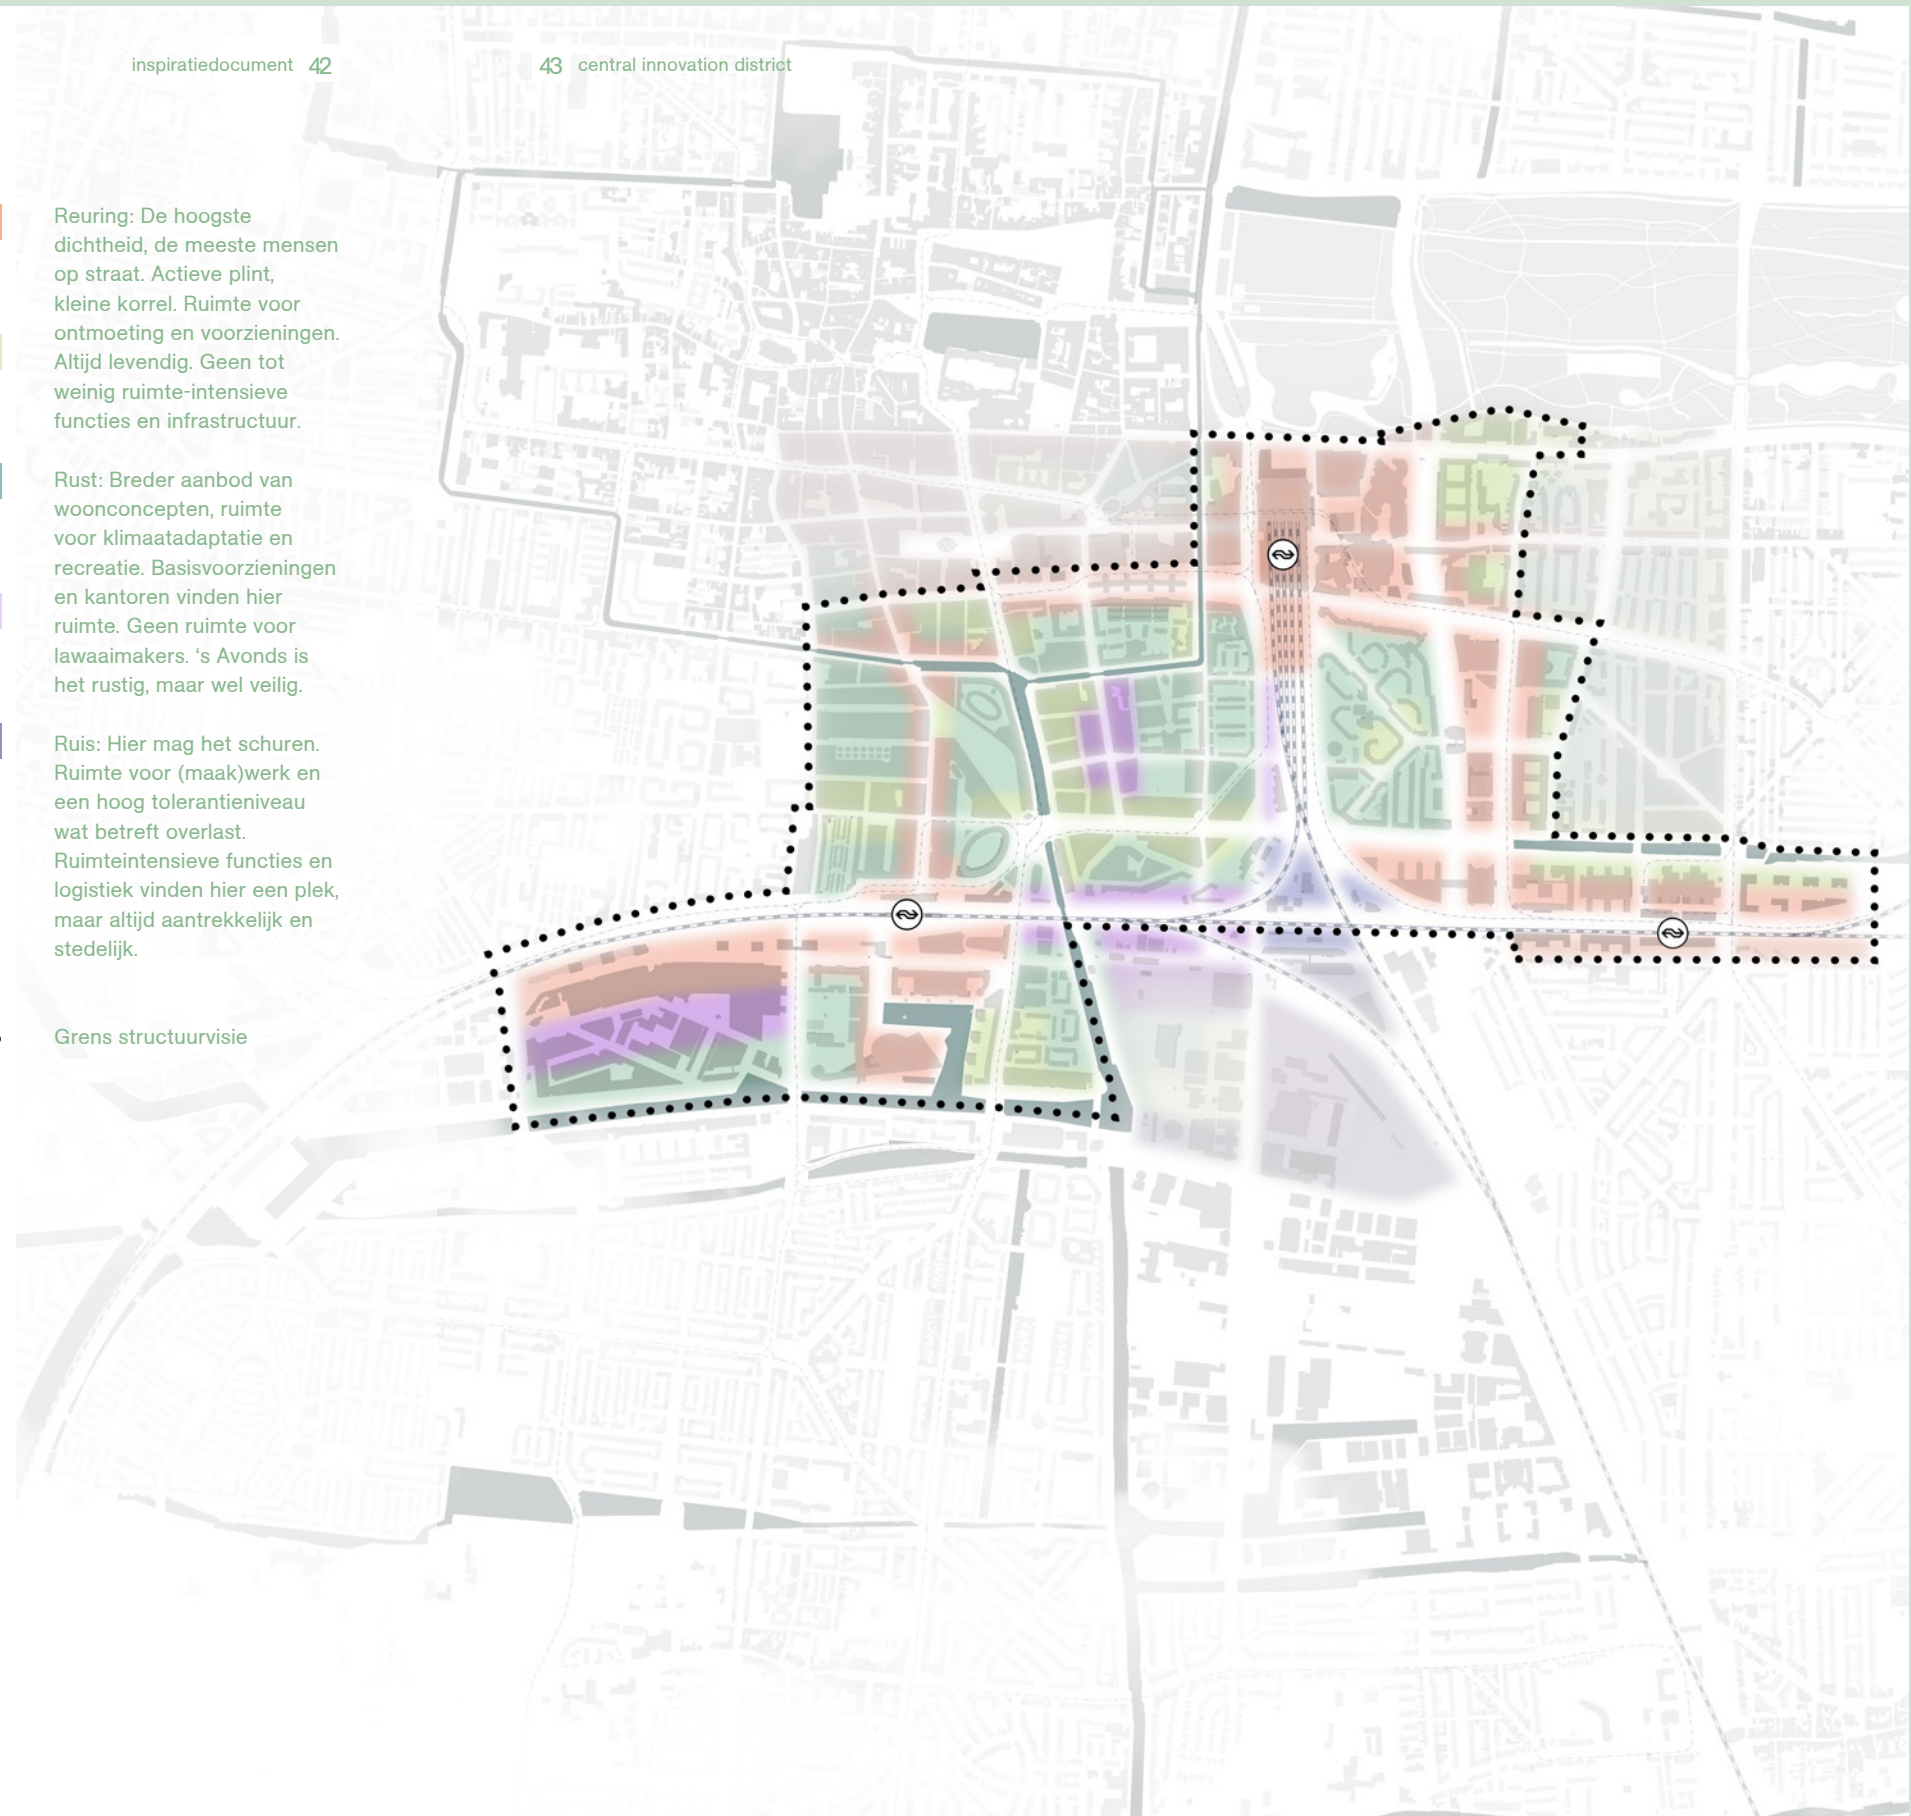 inspiratiedocument 42
43 central innovation district
Reuring: De hoogste
dichtheid, de meeste mensen
op straat. Actieve plint,
kleine korrel. Ruimte voor
ontmoeting en voorzieningen.
Altijd levendig. Geen tot
weinig ruimte-intensieve
functies en infrastructuur.
Rust: Breder aanbod van
woonconcepten, ruimte
voor klimaatadaptatie en
recreatie. Basisvoorzieningen
en kantoren vinden hier
ruimte. Geen ruimte voor
lawaaimakers. ‘s Avonds is
het rustig, maar wel veilig.
Ruis: Hier mag het schuren.
Ruimte voor (maak)werk en
een hoog tolerantieniveau
wat betreft overlast.
Ruimteintensieve functies en
logistiek vinden hier een plek,
maar altijd aantrekkelijk en
stedelijk.
Grens structuurvisie